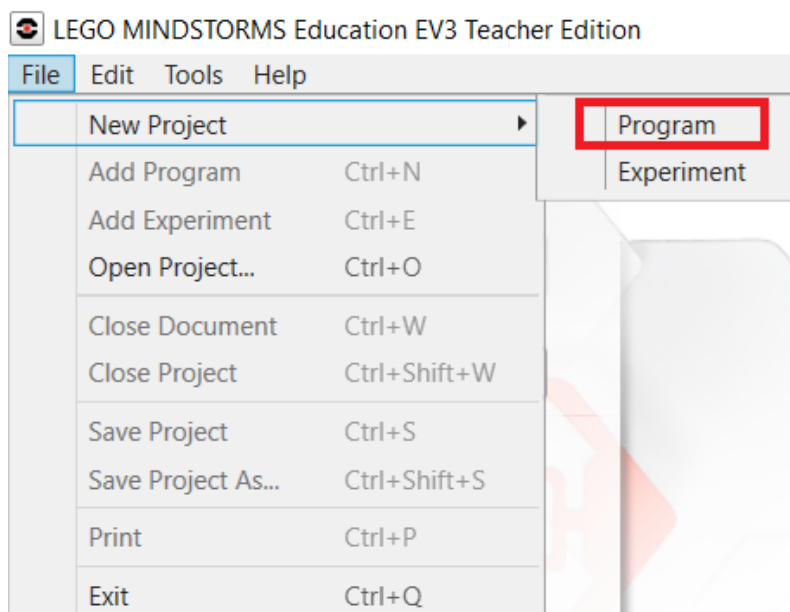 LEGO MINDSTORMS Education EV3 Teacher Edition
File Edit Tools Help
New Project Program
Add Program Ctrl+N Experiment
Add Experiment Ctrl+E
Open Project... Ctrl+O
Close Document Ctrl+W
Close Project Ctrl+Shift+W
Save Project Ctrl+S
Save Project As... Ctrl+Shift+S
Print Ctrl+P
Exit Ctrl+Q